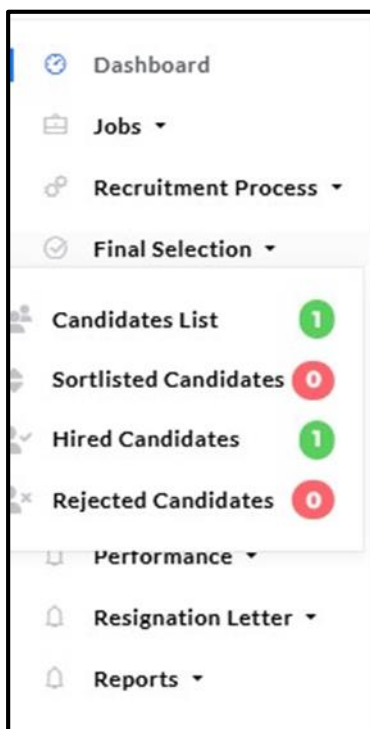 Dashboard
Jobs
Recruitment Process
Final Selection
Candidates List 1
Sortlisted Candidates 0
Hired Candidates 1
Rejected Candidates 0
Performance
Resignation Letter
Reports